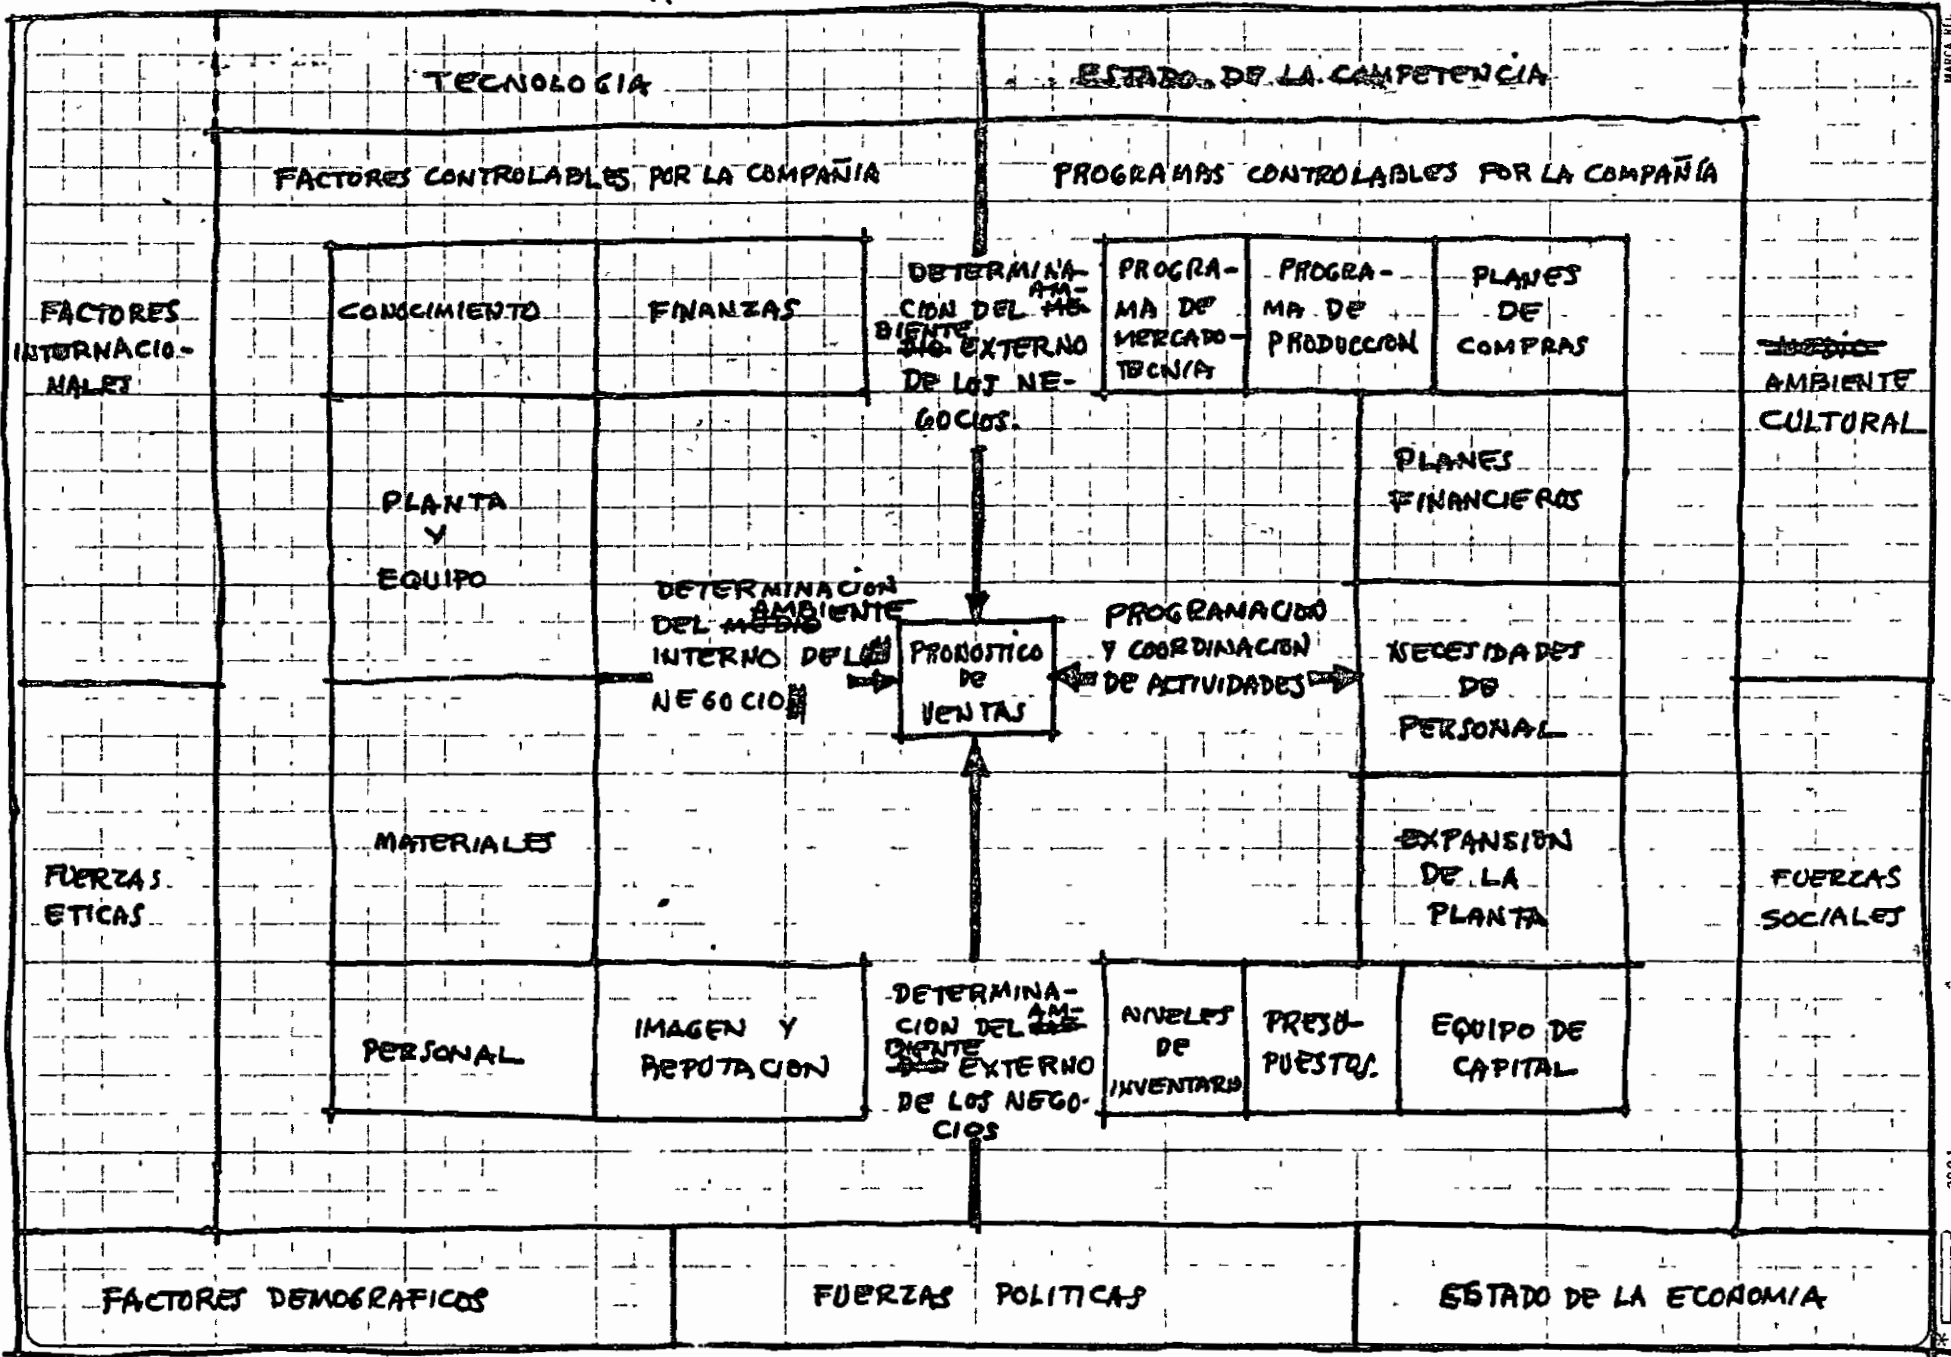 TECNOLOGIA
ESTADO DE LA COMPETENCIA
FACTORES CONTROLABLES POR LA COMPAÑIA
PROGRAMAS CONTROLABLES POR LA COMPAÑIA
FACTORES
INTERNACIO-
NALES
CONOCIMIENTO
FINANZAS
DETERMINA-
CION DEL AM-
BIENTE EXTERNO
DE LOS NE-
GOCIOS.
PROGRA-
MA DE
MERCADO-
TECNIA
PROGRA-
MA DE
PRODUCCION
PLANES
DE
COMPRAS
AMBIENTE
CULTURAL
PLANTA
Y
EQUIPO
PLANES
FINANCIEROS
DETERMINACION
DEL AMBIENTE
INTERNO DEL
NEGOCIO
PRONOSTICO
DE
VENTAS
PROGRAMACION
Y COORDINACION
DE ACTIVIDADES
NECESIDADES
DE
PERSONAL
MATERIALES
EXPANSION
DE LA
PLANTA
FUERZAS
ETICAS
FUERZAS
SOCIALES
PERSONAL
IMAGEN Y
REPUTACION
DETERMINA-
CION DEL AM-
BIENTE EXTERNO
DE LOS NEGO-
CIOS
NIVELES
DE
INVENTARIO
PRESU-
PUESTOS.
EQUIPO DE
CAPITAL
FACTORES DEMOGRAFICOS
FUERZAS POLITICAS
ESTADO DE LA ECONOMIA